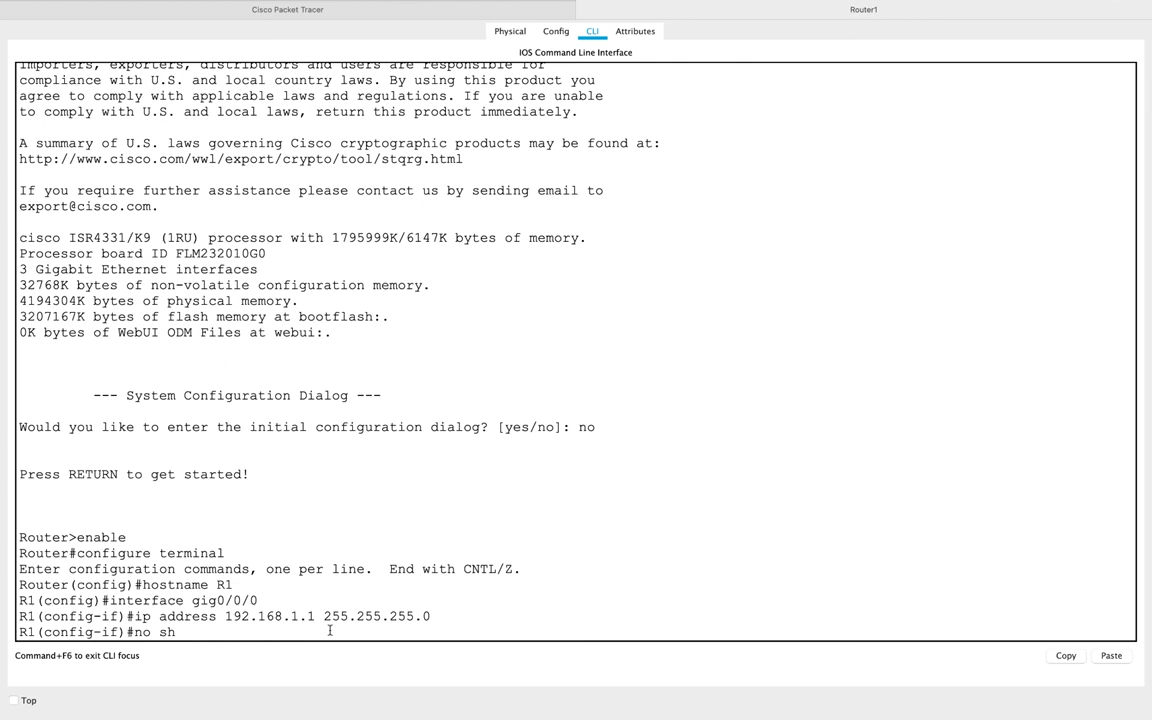 Cisco Packet Tracer
Router1
Physical
Config
CLI
Attributes
IOS Command Line Interface
importers, exporters, distributors and users are responsible for
compliance with U.S. and local country laws. By using this product you
agree to comply with applicable laws and regulations. If you are unable
to comply with U.S. and local laws, return this product immediately.
A summary of U.S. laws governing Cisco cryptographic products may be found at:
http://www.cisco.com/wwl/export/crypto/tool/stqrg.html
If you require further assistance please contact us by sending email to
export@cisco.com.
cisco ISR4331/K9 (1RU) processor with 1795999K/6147K bytes of memory.
Processor board ID FLM232010G0
3 Gigabit Ethernet interfaces
32768K bytes of non-volatile configuration memory.
4194304K bytes of physical memory.
3207167K bytes of flash memory at bootflash:.
0K bytes of WebUI ODM Files at webui:.
--- System Configuration Dialog ---
Would you like to enter the initial configuration dialog? [yes/no]: no
Press RETURN to get started!
Router>enable
Router#configure terminal
Enter configuration commands, one per line.  End with CNTL/Z.
Router(config)#hostname R1
R1(config)#interface gig0/0/0
R1(config-if)#ip address 192.168.1.1 255.255.255.0
R1(config-if)#no sh
Command+F6 to exit CLI focus
Copy
Paste
Top